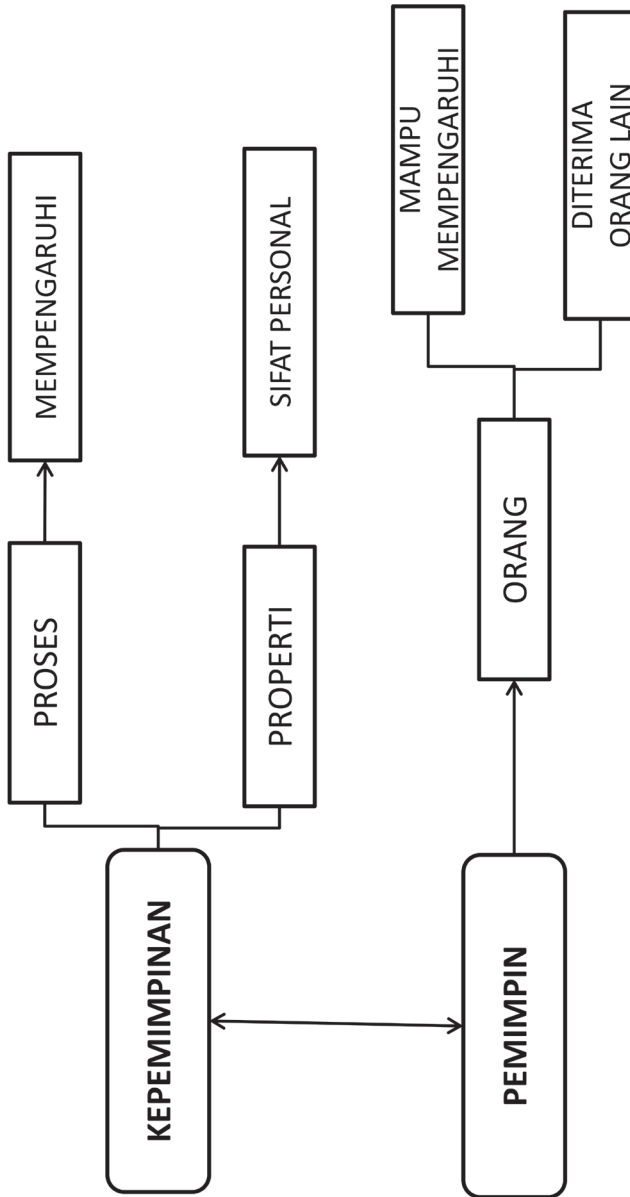 KEPEMIMPINAN
PROSES
MEMPENGARUHI
PROPERTI
SIFAT PERSONAL
PEMIMPIN
ORANG
MAMPU
MEMPENGARUHI
DITERIMA
ORANG LAIN